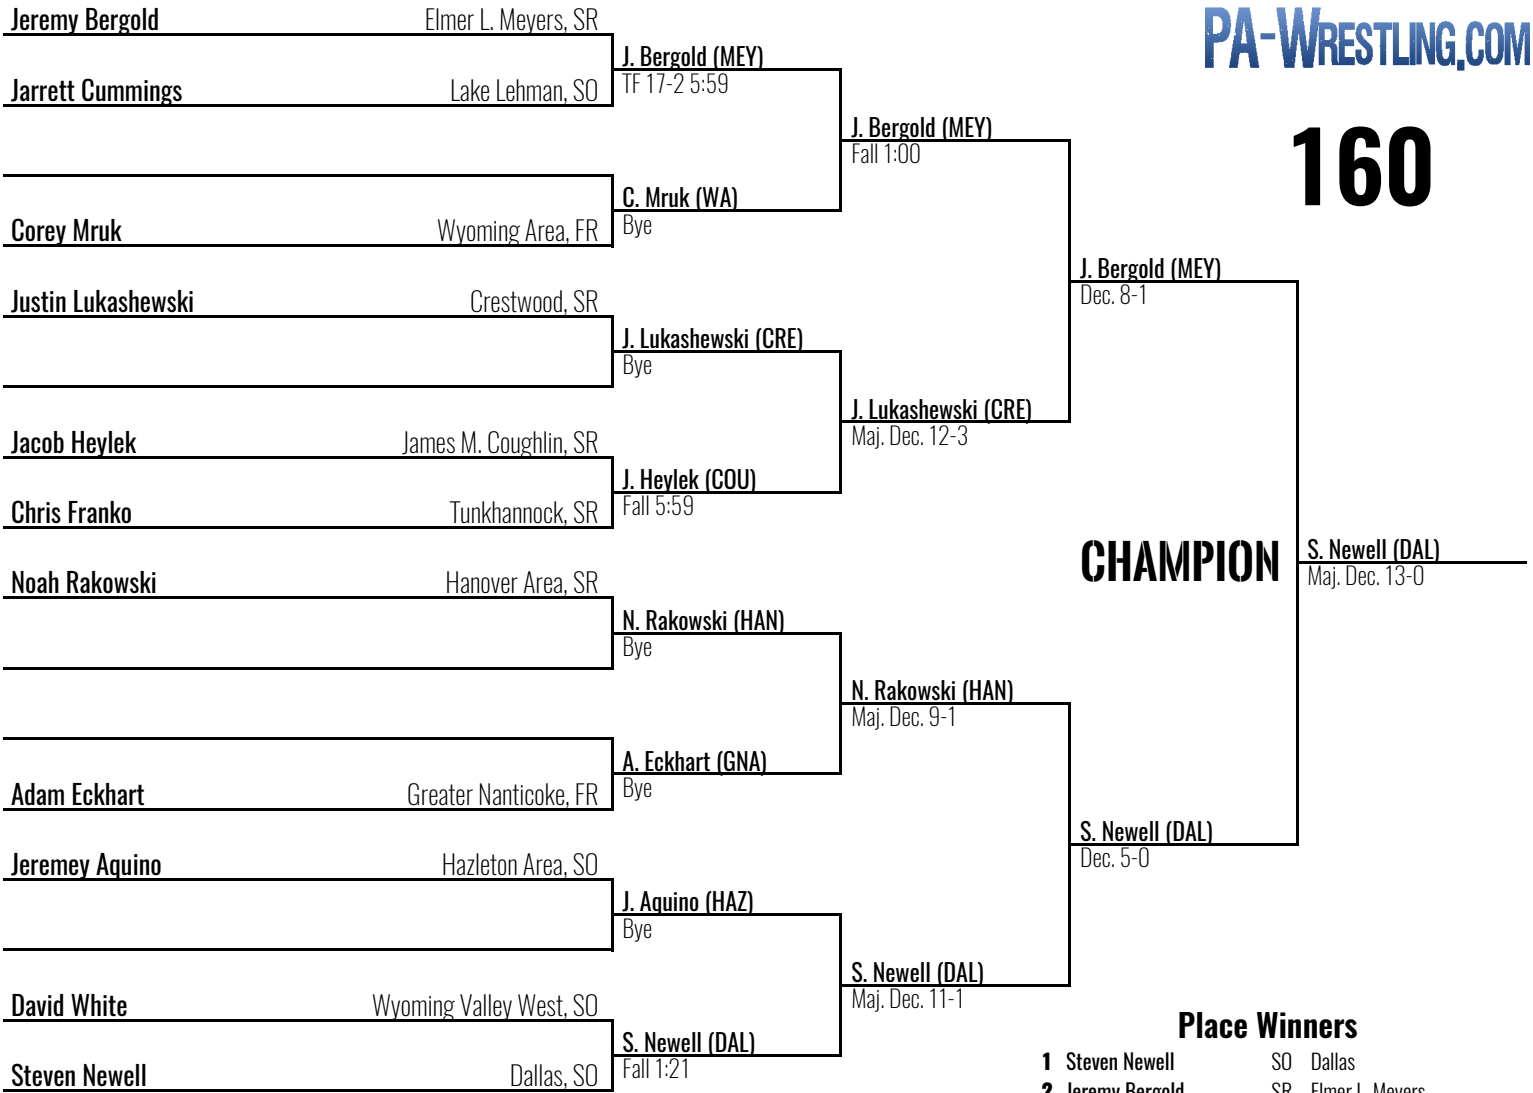 PA-WRESTLING.COM
160
Jeremy Bergold Elmer L. Meyers, SR
J. Bergold (MEY)
TF 17-2 5:59
Jarrett Cummings Lake Lehman, SO
J. Bergold (MEY)
Fall 1:00
C. Mruk (WA)
Bye
Corey Mruk Wyoming Area, FR
J. Bergold (MEY)
Dec. 8-1
Justin Lukashewski Crestwood, SR
J. Lukashewski (CRE)
Bye
J. Lukashewski (CRE)
Maj. Dec. 12-3
Jacob Heylek James M. Coughlin, SR
J. Heylek (COU)
Fall 5:59
Chris Franko Tunkhannock, SR
CHAMPION
S. Newell (DAL)
Maj. Dec. 13-0
Noah Rakowski Hanover Area, SR
N. Rakowski (HAN)
Bye
N. Rakowski (HAN)
Maj. Dec. 9-1
A. Eckhart (GNA)
Bye
Adam Eckhart Greater Nanticoke, FR
S. Newell (DAL)
Dec. 5-0
Jeremey Aquino Hazleton Area, SO
J. Aquino (HAZ)
Bye
S. Newell (DAL)
Maj. Dec. 11-1
David White Wyoming Valley West, SO
S. Newell (DAL)
Fall 1:21
Steven Newell Dallas, SO
Place Winners
1 Steven Newell SO Dallas
2 Jeremy Bergold SR Elmer L. Meyers